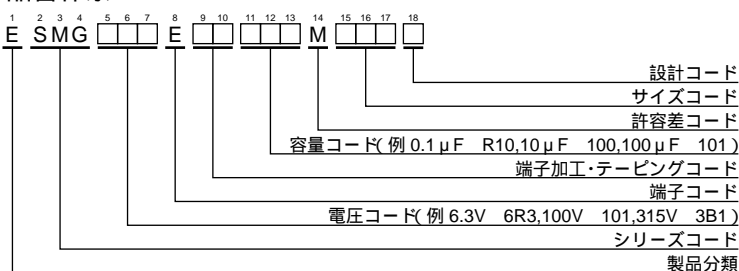 1 2 3 4 5 6 7 8 9 10 11 12 13 14 15 16 17 18
E SMG □□□ E □□ □□□ M □□□ □
設計コード
サイズコード
許容差コード
容量コード(例 0.1μF R10,10μF 100,100μF 101)
端子加工・テーピングコード
端子コード
電圧コード(例 6.3V 6R3,100V 101,315V 3B1)
シリーズコード
製品分類